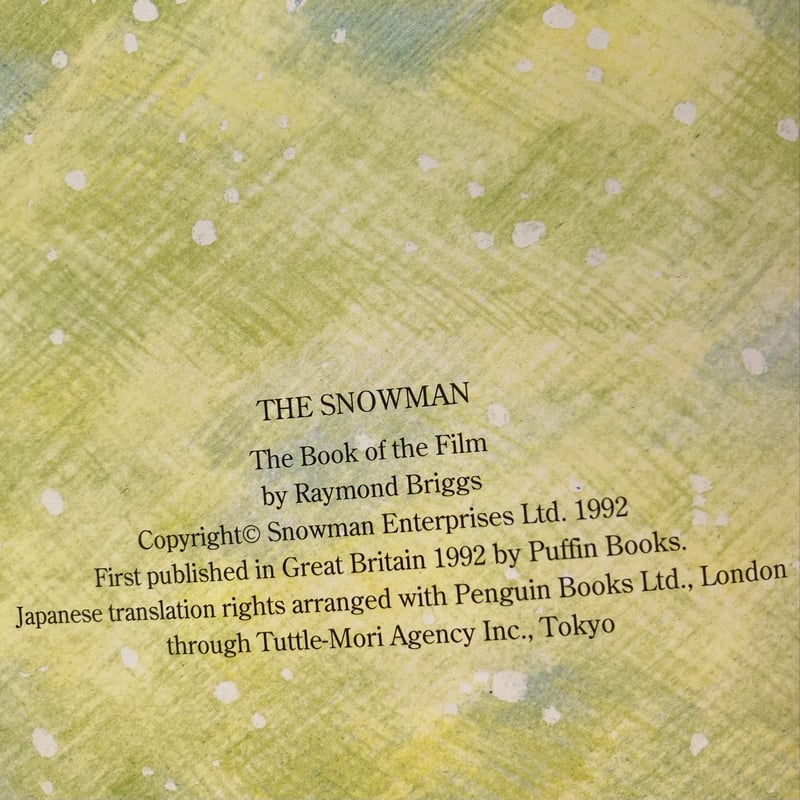 THE SNOWMAN
The Book of the Film
by Raymond Briggs
Copyright© Snowman Enterprises Ltd. 1992
First published in Great Britain 1992 by Puffin Books.
Japanese translation rights arranged with Penguin Books Ltd., London
through Tuttle-Mori Agency Inc., Tokyo